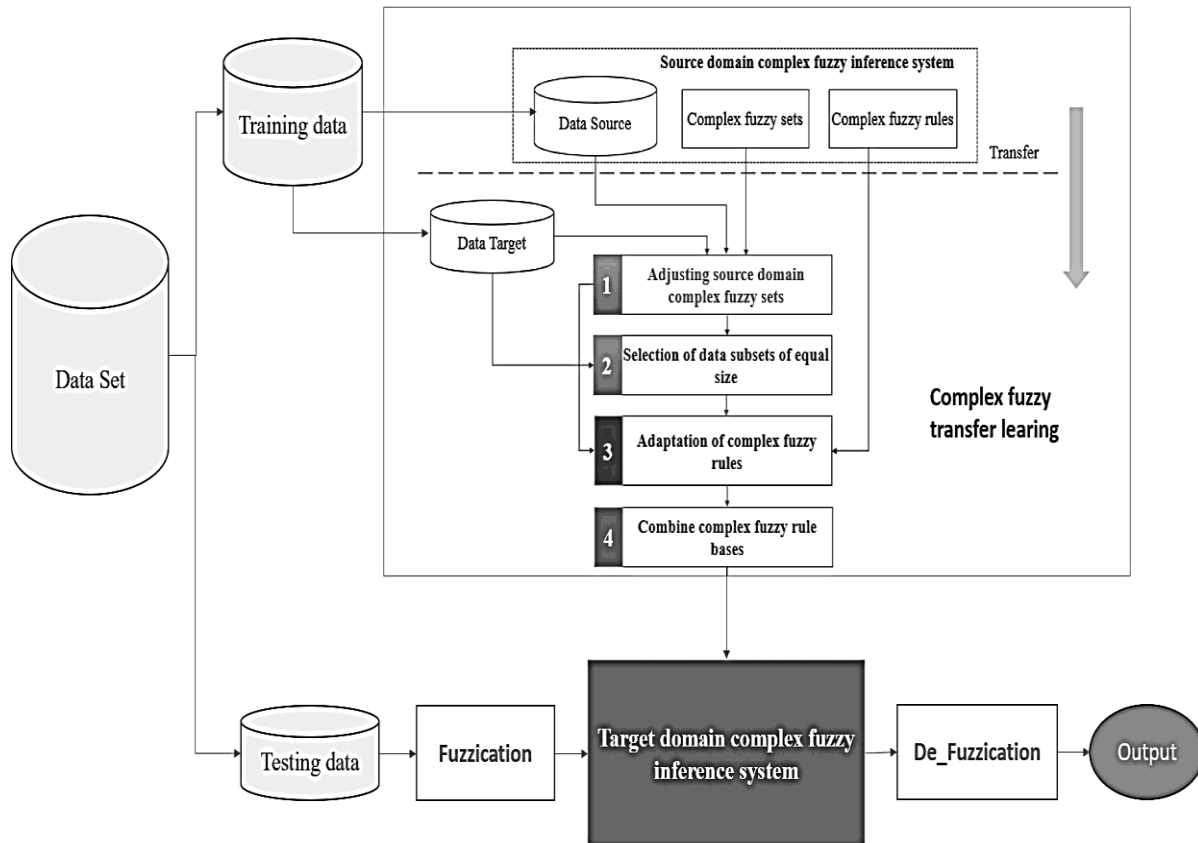 Source domain complex fuzzy inference system
Training data
Data Source
Complex fuzzy sets
Complex fuzzy rules
Transfer
Data Target
1
Adjusting source domain
complex fuzzy sets
2
Selection of data subsets of equal
size
Data Set
3
Adaptation of complex fuzzy
rules
Complex fuzzy
transfer learing
4
Combine complex fuzzy rule
bases
Testing data
Fuzzication
Target domain complex fuzzy
inference system
De_Fuzzication
Output